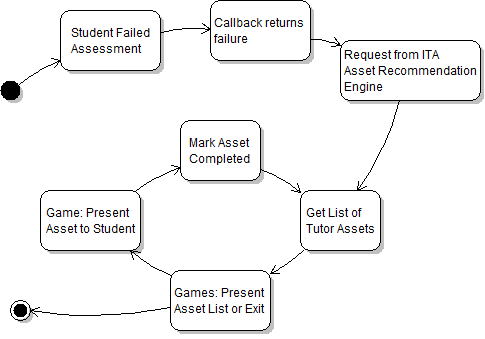 Student Failed
Assessment
Callback returns
failure
Request from ITA
Asset Recommendation
Engine
Mark Asset
Completed
Game: Present
Asset to Student
Get List of
Tutor Assets
Games: Present
Asset List or Exit